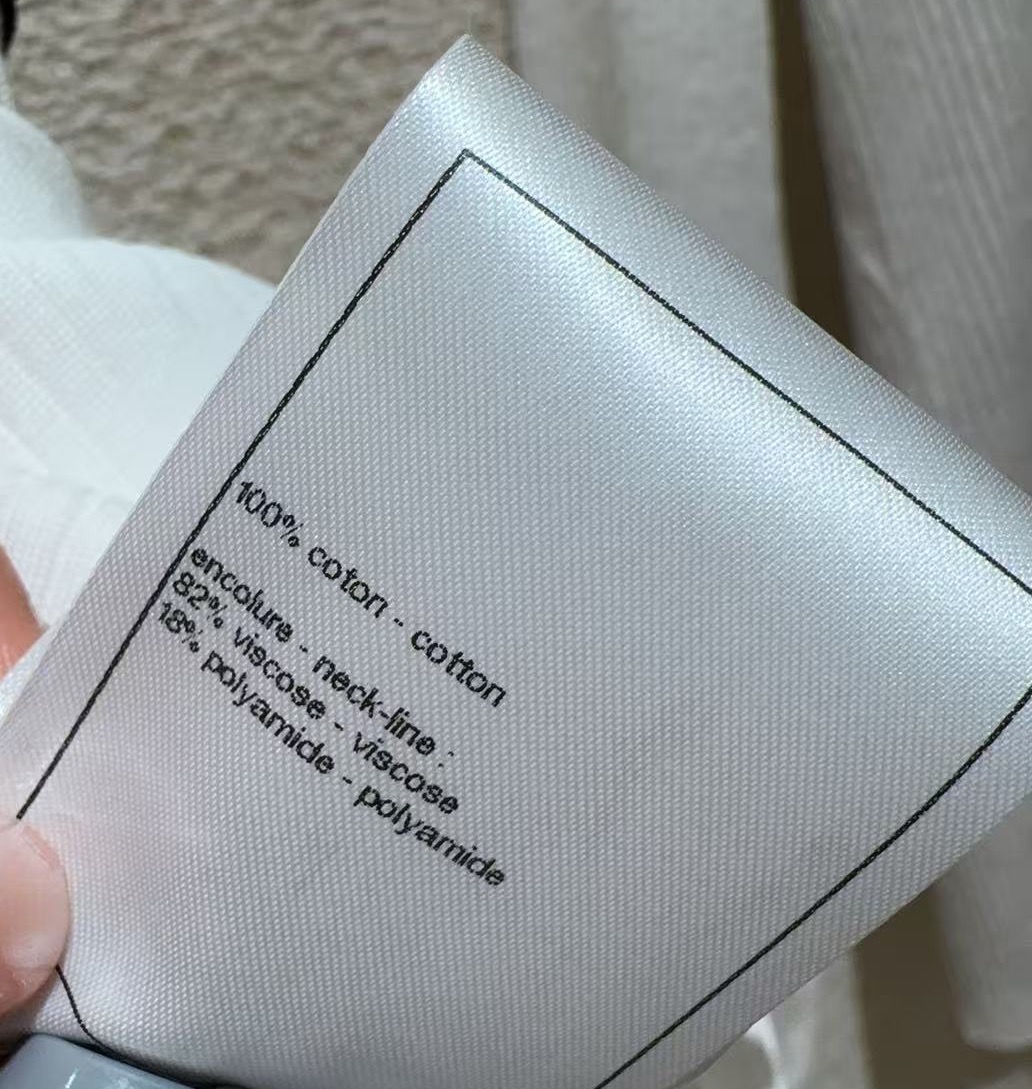 100% coton - cotton
encolure - neck-line :
82% viscose - viscose
18% polyamide - polyamide